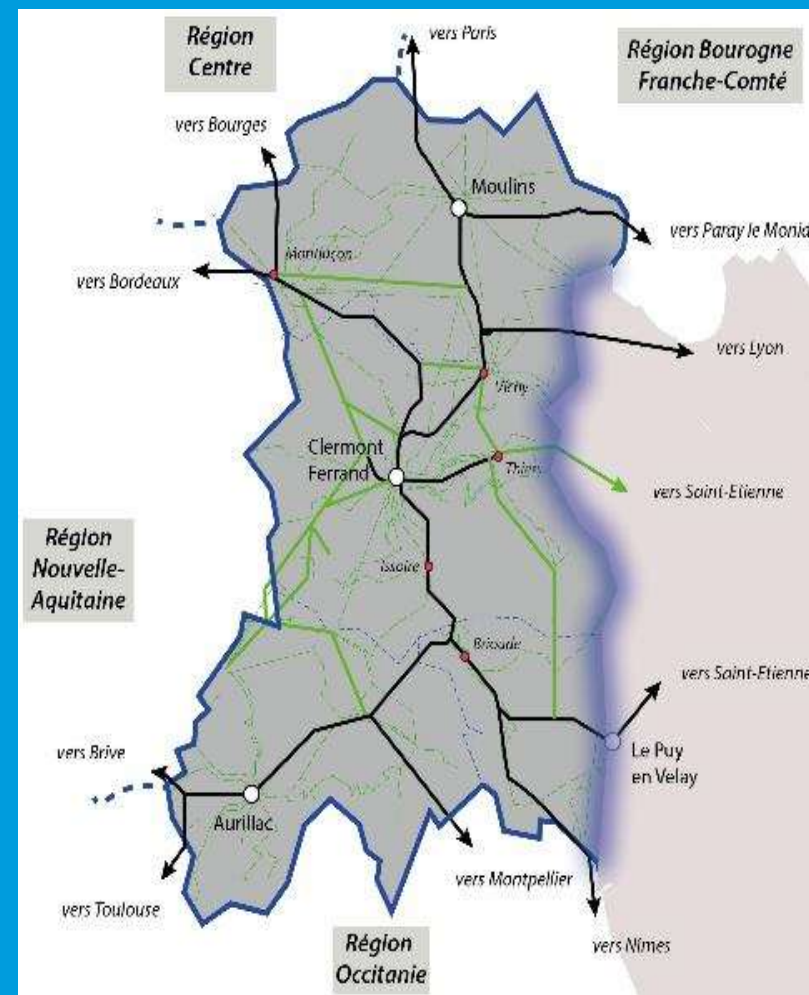 Région
Centre
vers Paris
Région Bourogne
Franche-Comté
vers Bourges
Moulins
vers Paray le Monia
Montluçon
vers Bordeaux
vers Lyon
Vichy
Clermont
Ferrand
Thiers
vers Saint-Etienne
Région
Nouvelle-
Aquitaine
Issoire
Brioude
vers Saint-Etienne
vers Brive
Le Puy
en Velay
Aurillac
vers Montpellier
vers Toulouse
Région
Occitanie
vers Nimes